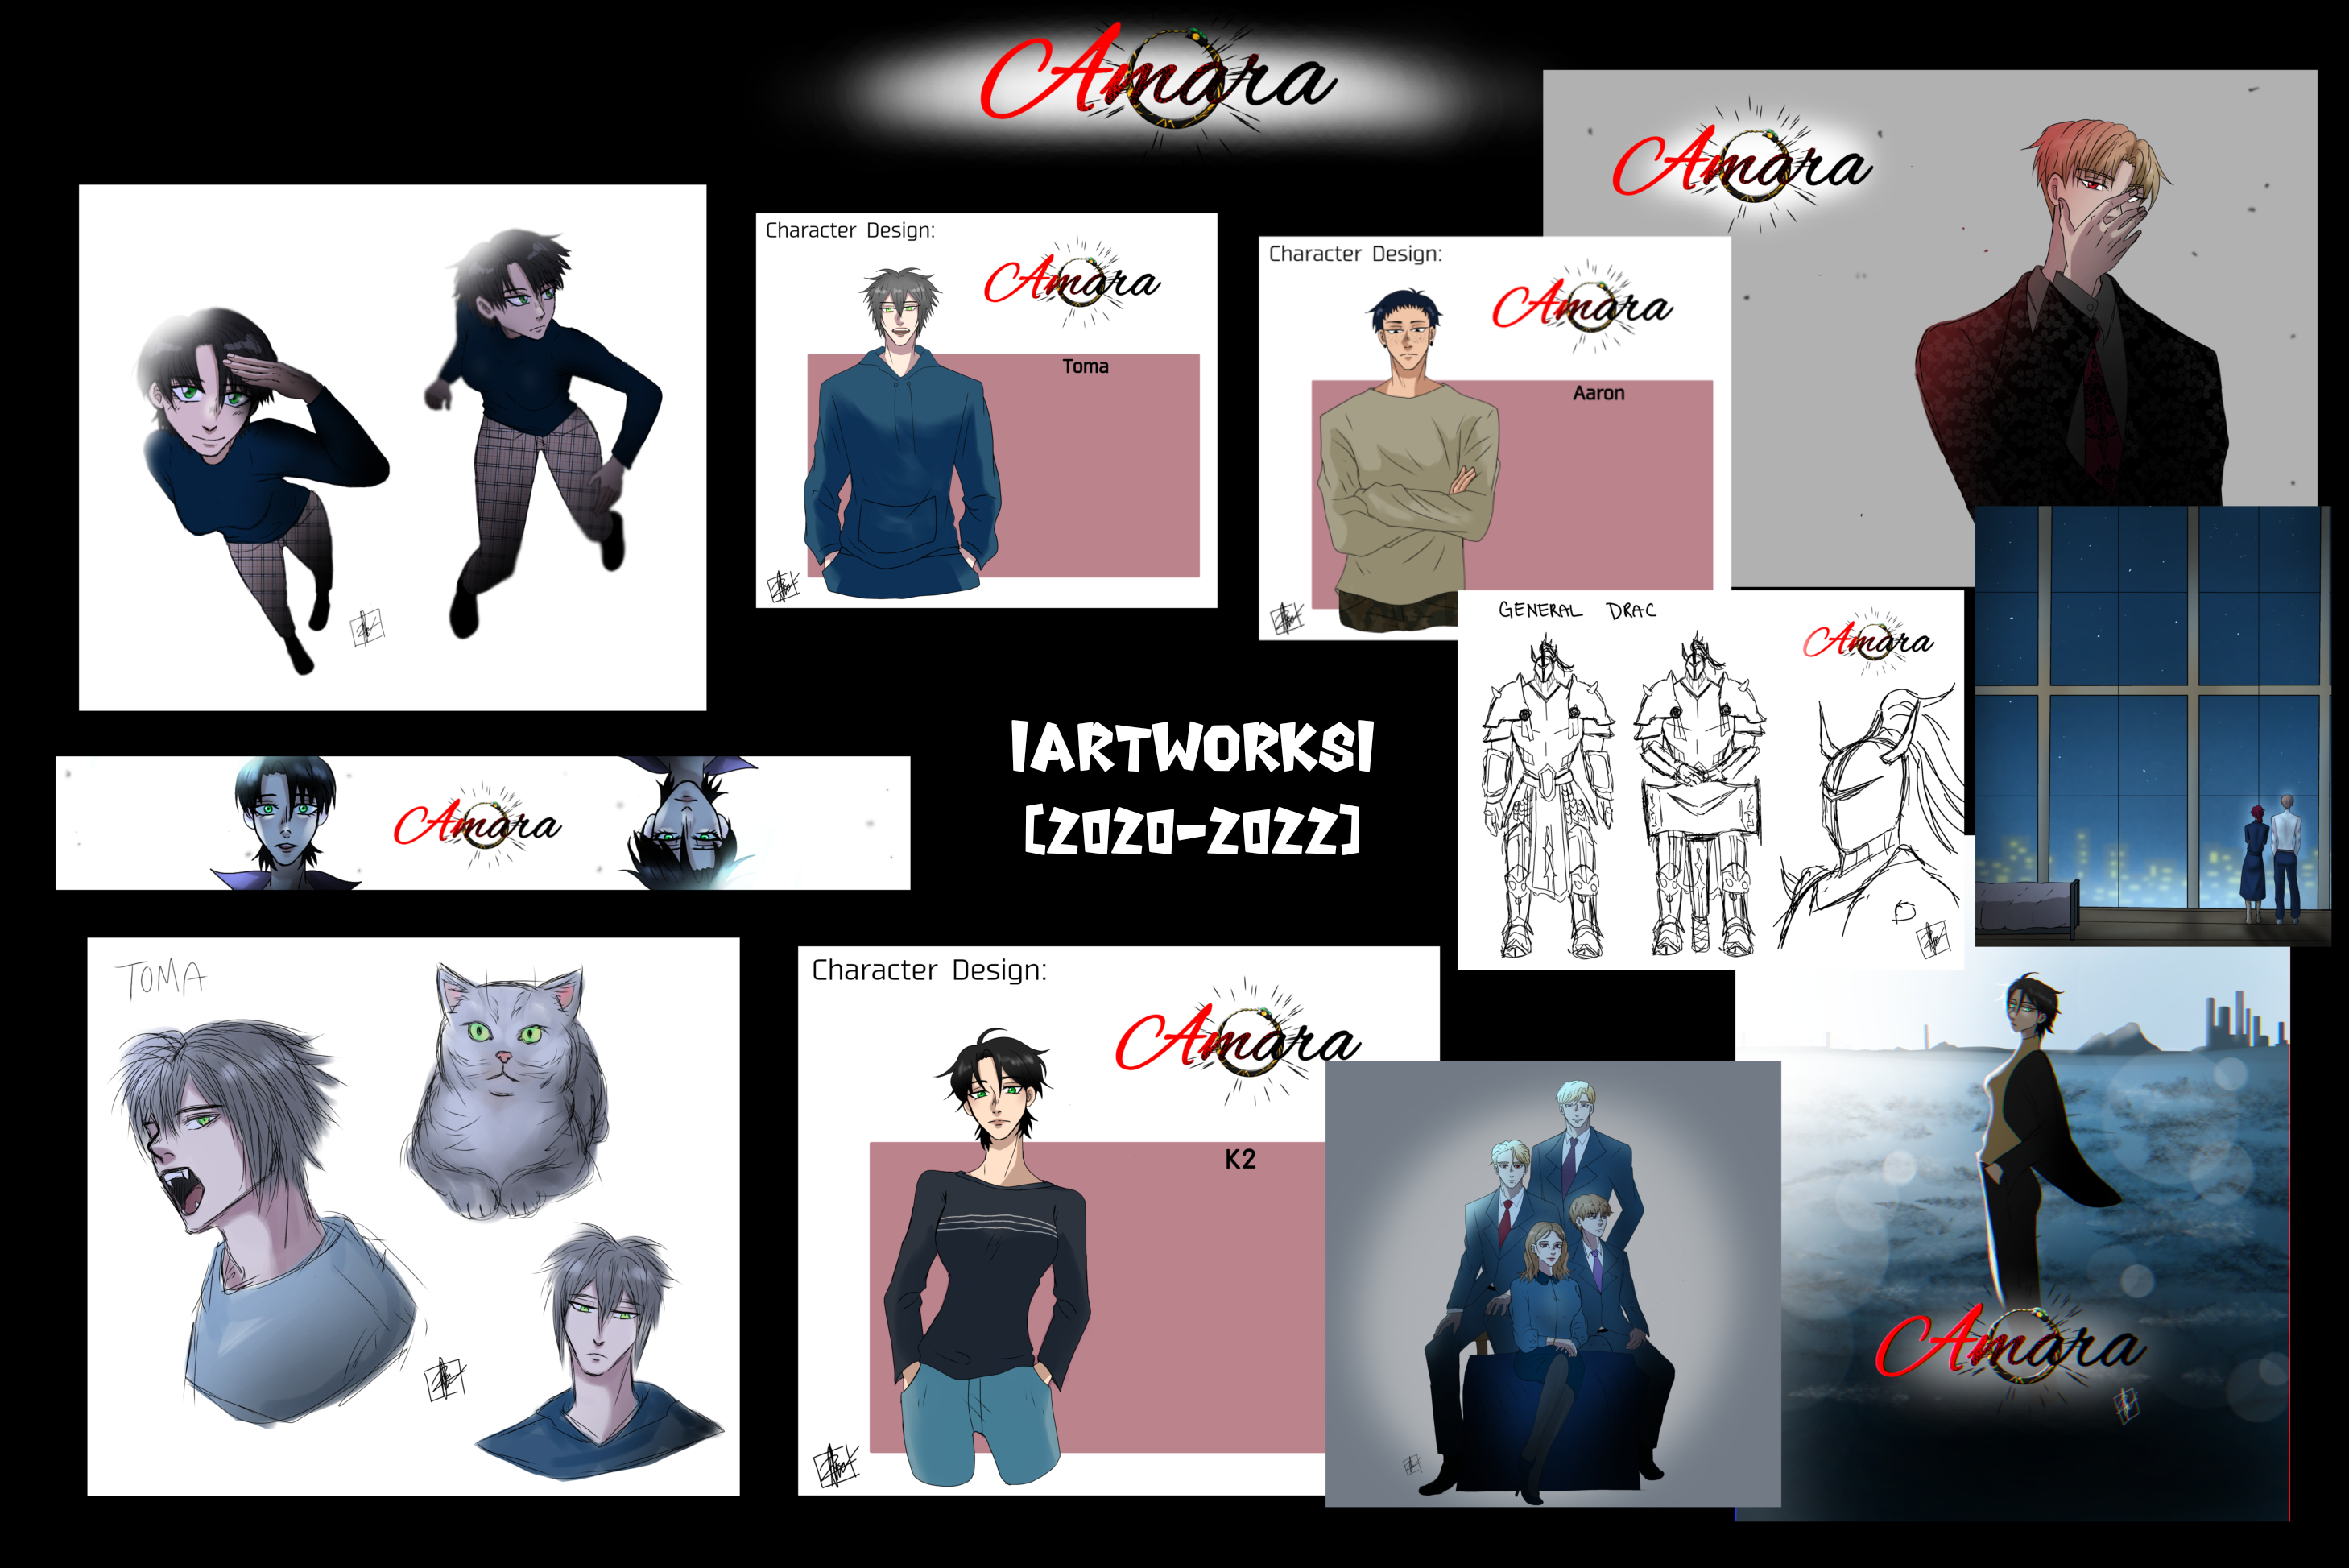 Amara
Amara
Character Design:
Amara
Toma
Character Design:
Amara
Aaron
GENERAL DRAC
Amara
|ARTWORKS|
[2020-2022]
Amara
TOMA
Character Design:
Amara
K2
Amara